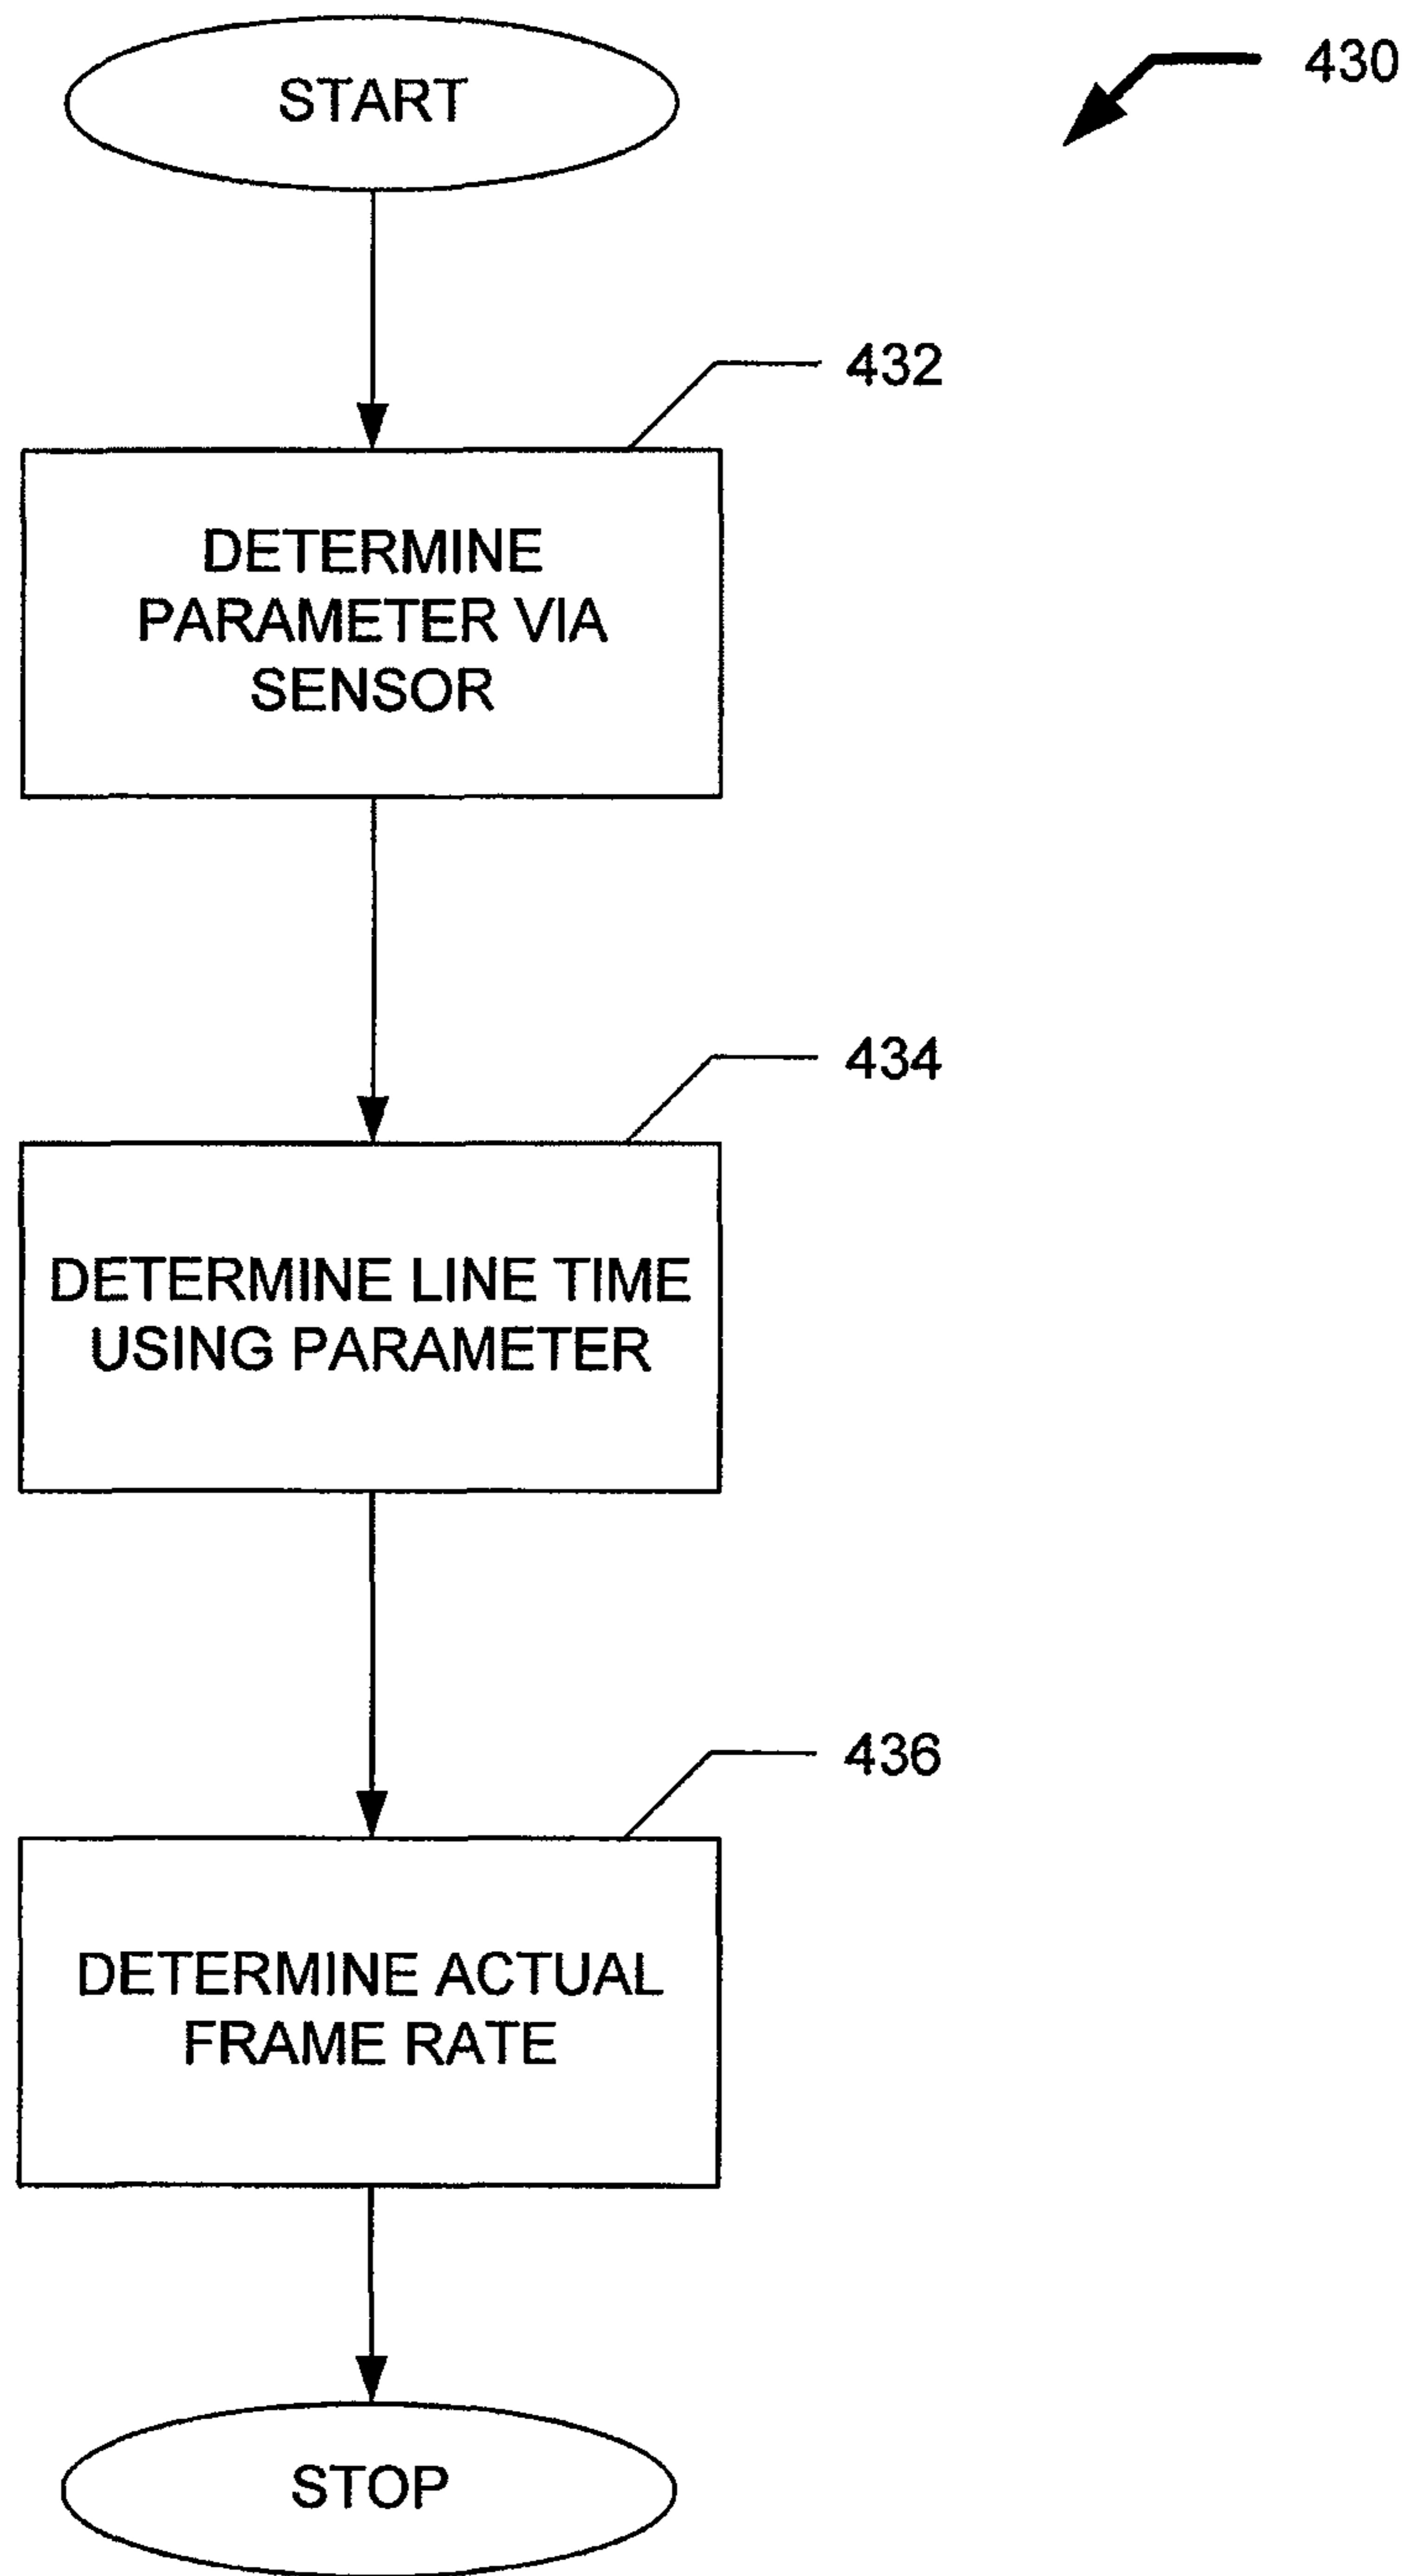 START
430
432
DETERMINE
PARAMETER VIA
SENSOR
434
DETERMINE LINE TIME
USING PARAMETER
436
DETERMINE ACTUAL
FRAME RATE
STOP